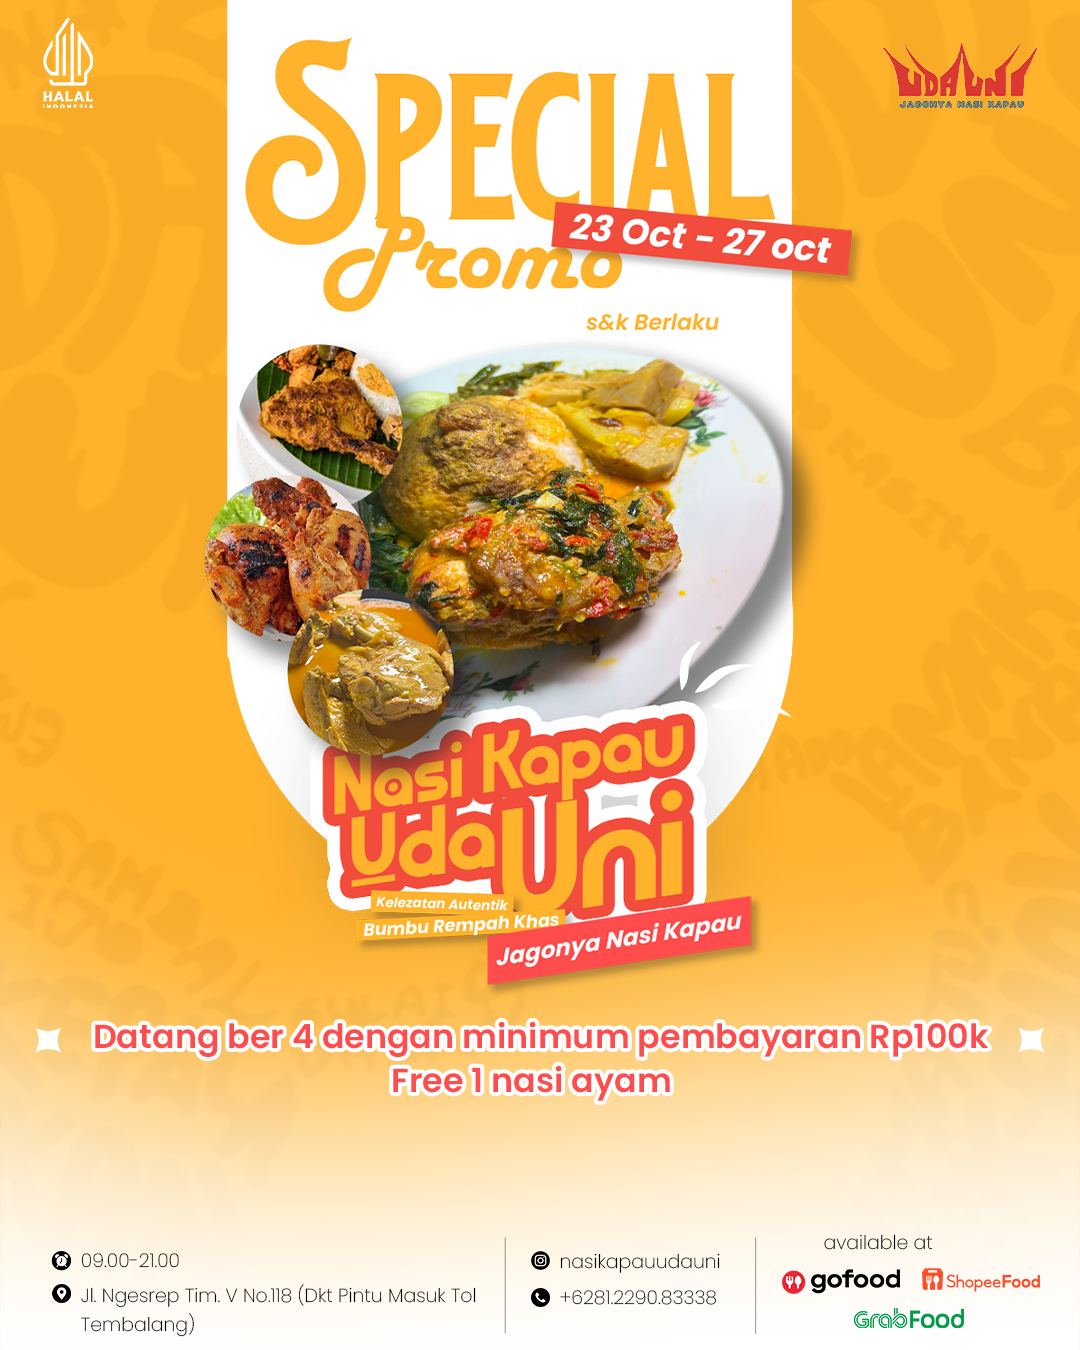 HALAL
INDONESIA
UDA UNI
JAGONYA NASI KAPAU
SPECIAL
Promo
23 Oct - 27 oct
s&k Berlaku
Nasi Kapau
Uda Uni
Kelezatan Autentik
Bumbu Rempah Khas
Jagonya Nasi Kapau
Datang ber 4 dengan minimum pembayaran Rp100k
Free 1 nasi ayam
09.00-21.00
Jl. Ngesrep Tim. V No.118 (Dkt Pintu Masuk Tol
Tembalang)
nasikapauudauni
+6281.2290.83338
available at
gofood
ShopeeFood
GrabFood